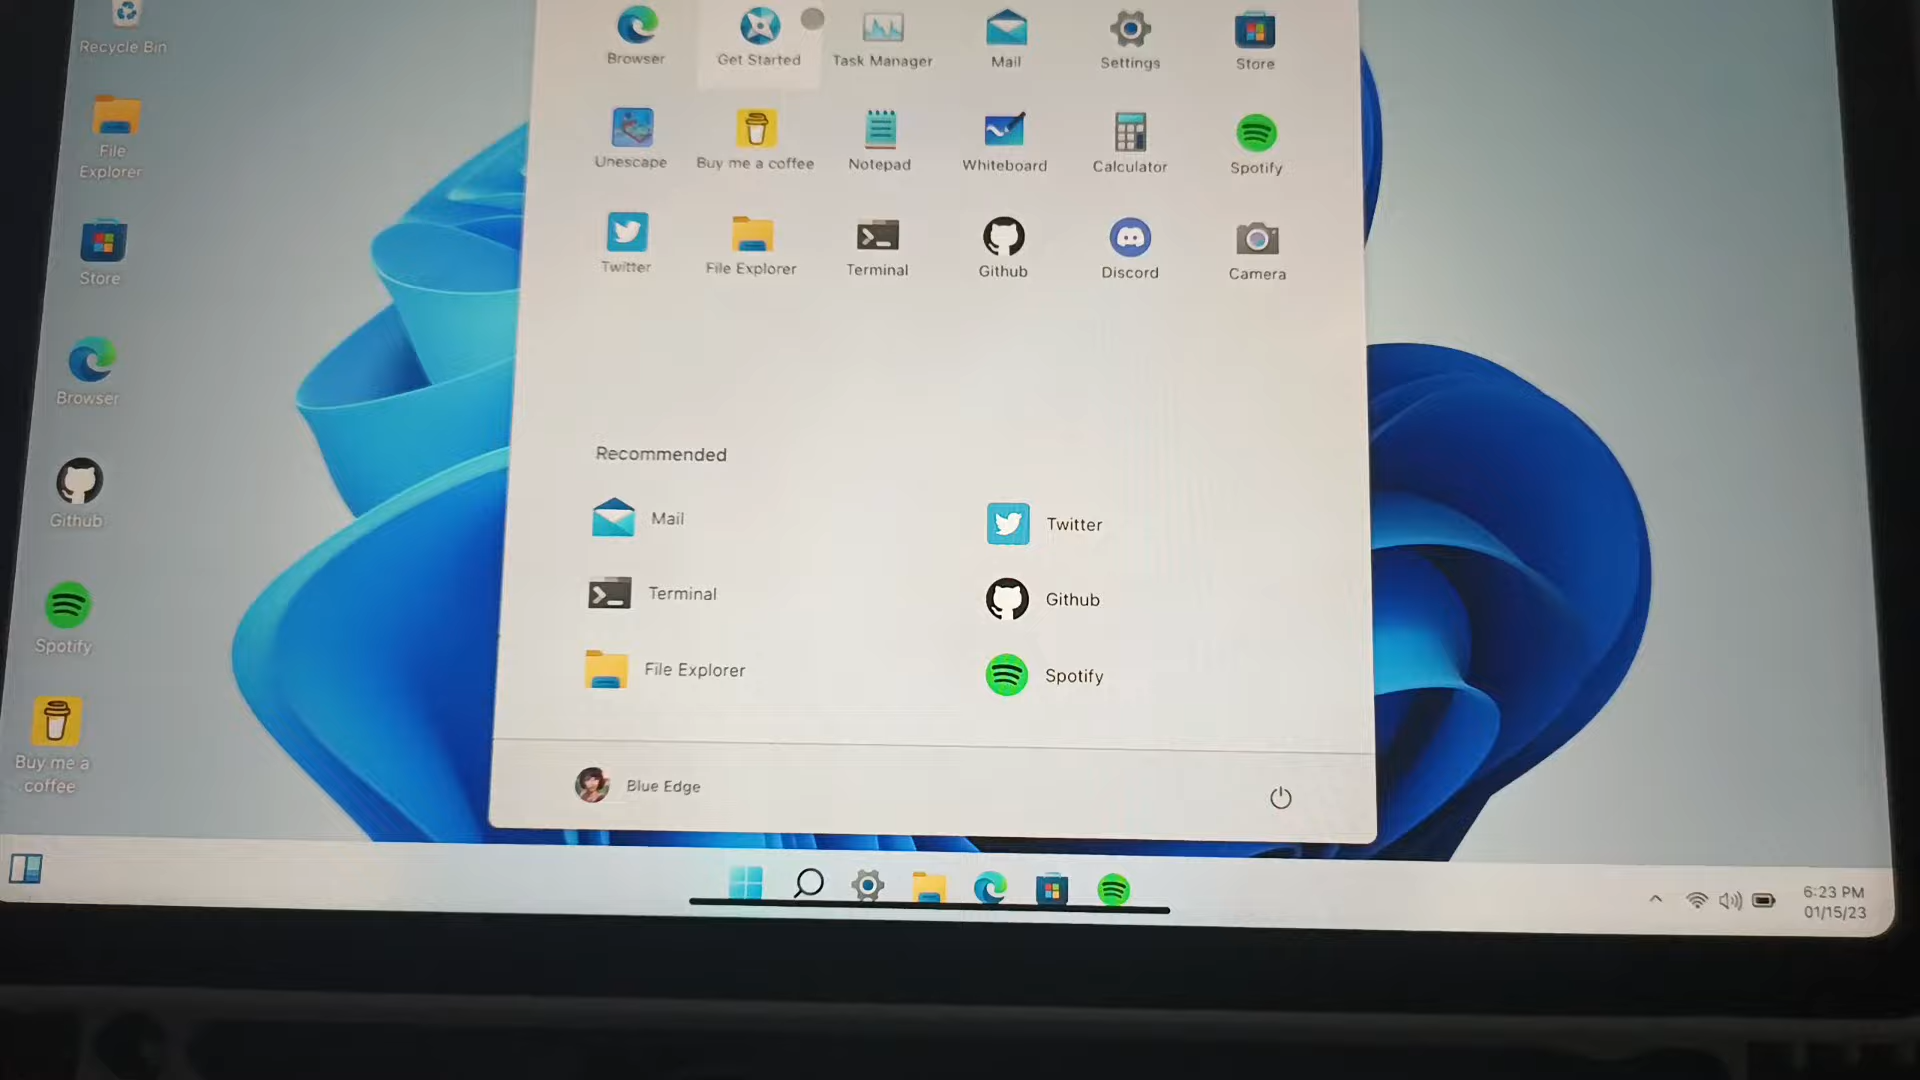 Recycle Bin
File
Explorer
Store
Browser
Github
Spotify
Buy me a
coffee
Browser
Get Started
Task Manager
Mail
Settings
Store
Unescape
Buy me a coffee
Notepad
Whiteboard
Calculator
Spotify
Twitter
File Explorer
Terminal
Github
Discord
Camera
Recommended
Mail
Twitter
Terminal
Github
File Explorer
Spotify
Blue Edge
6:23 PM
01/15/23